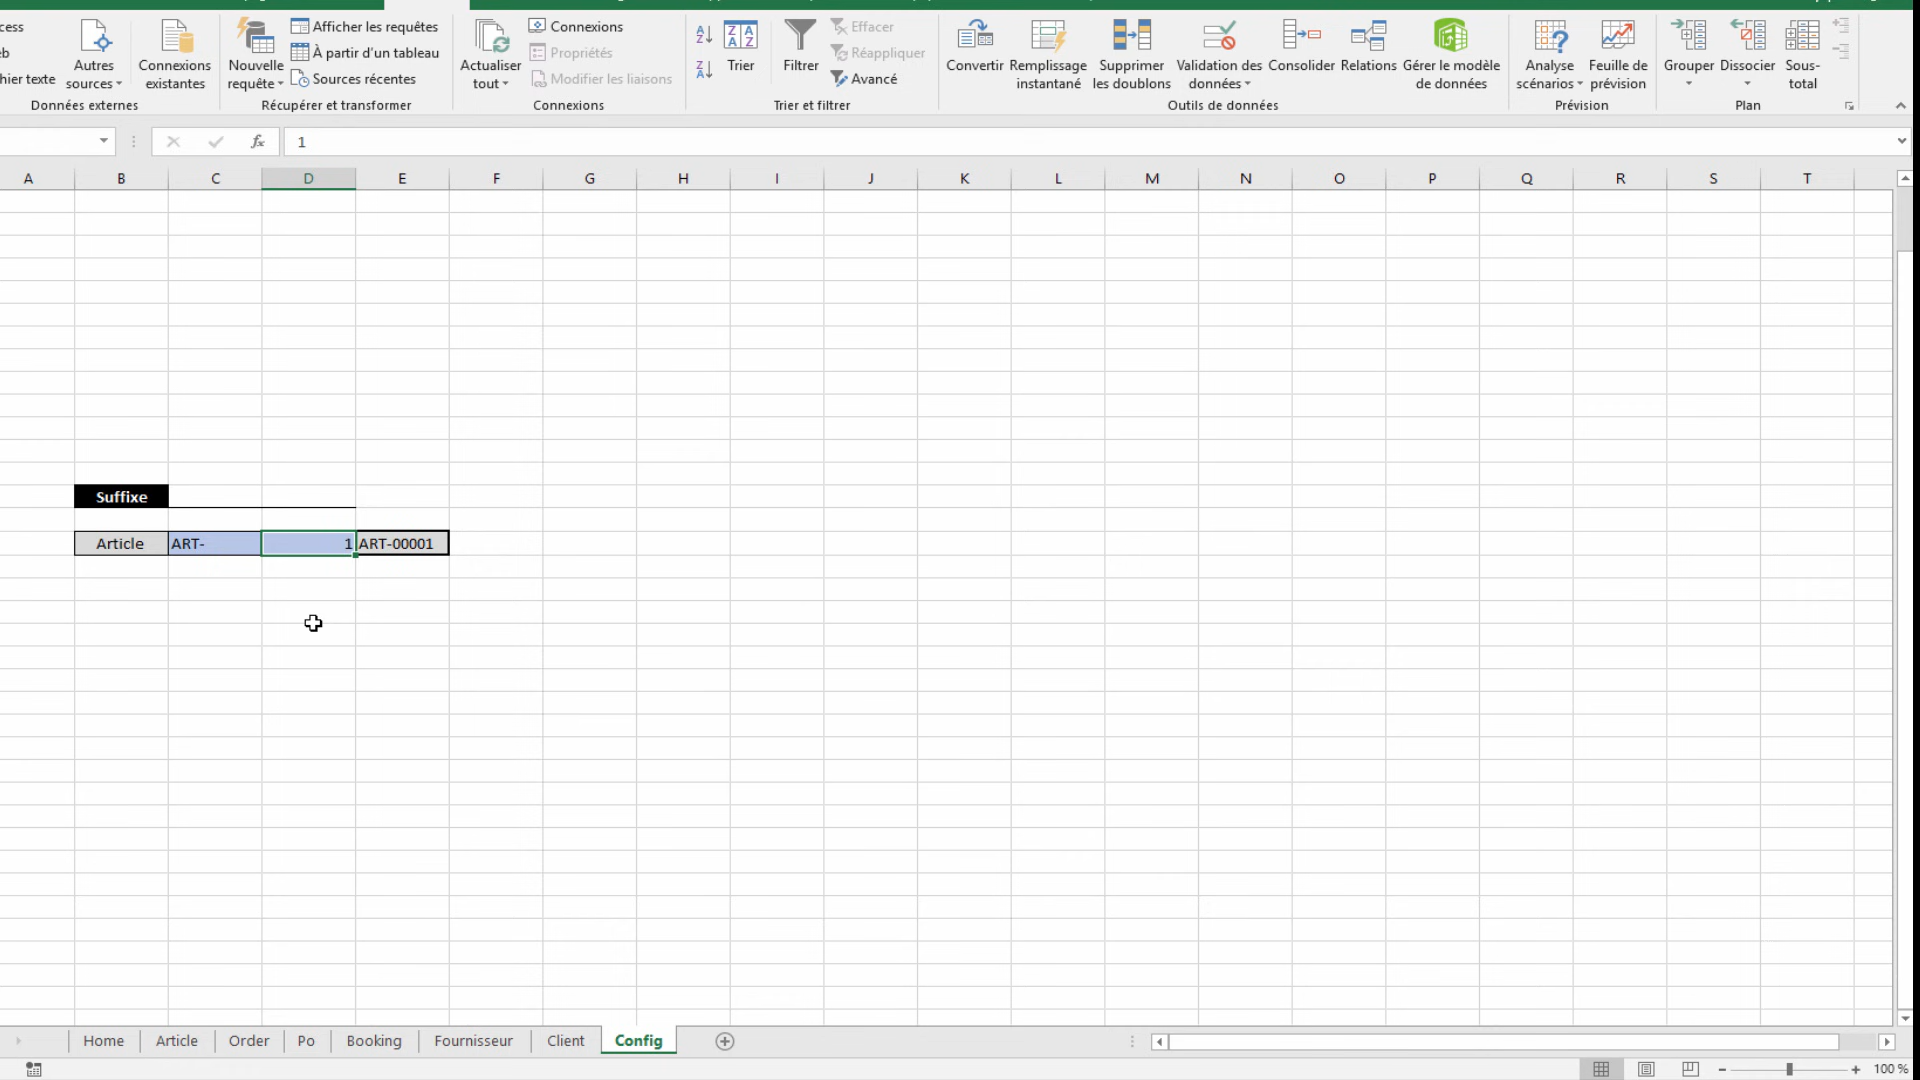 cess
Autres sources
eb
hier texte
Données externes
Connexions existantes
Nouvelle requête
Afficher les requêtes
À partir d'un tableau
Sources récentes
Récupérer et transformer
Actualiser tout
Connexions
Propriétés
Modifier les liaisons
Connexions
Trier
Filtrer
Effacer
Réappliquer
Avancé
Trier et filtrer
Convertir
Remplissage instantané
Supprimer les doublons
Validation des données
Consolider
Relations
Gérer le modèle de données
Outils de données
Analyse scénarios
Feuille de prévision
Prévision
Grouper
Dissocier
Sous-total
Plan
fx 1
A B C D E F G H I J K L M N O P Q R S T
Suffixe
Article ART- 1 ART-00001
Home Article Order Po Booking Fournisseur Client Config
100 %